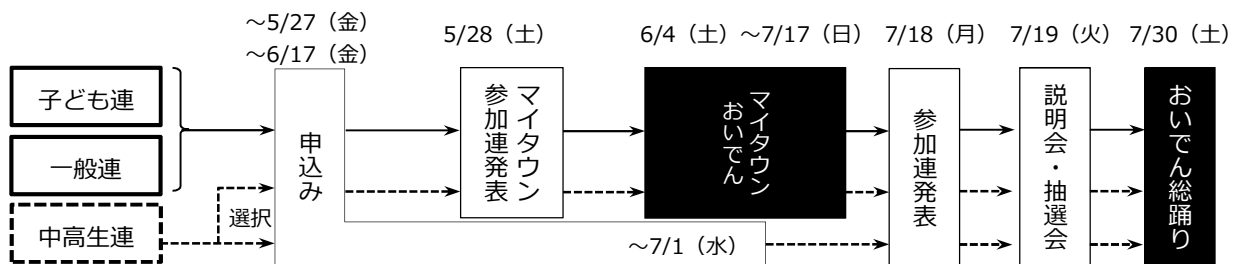 ～5/27（金）
～6/17（金）
5/28（土）
6/4（土）～7/17（日）
7/18（月）
7/19（火）
7/30（土）
子ども連
一般連
中高生連
選択
申込み
マイタウン
参加連発表
マイタウン
おいでん
参加連発表
説明会・抽選会
おいでん総踊り
～7/1（水）